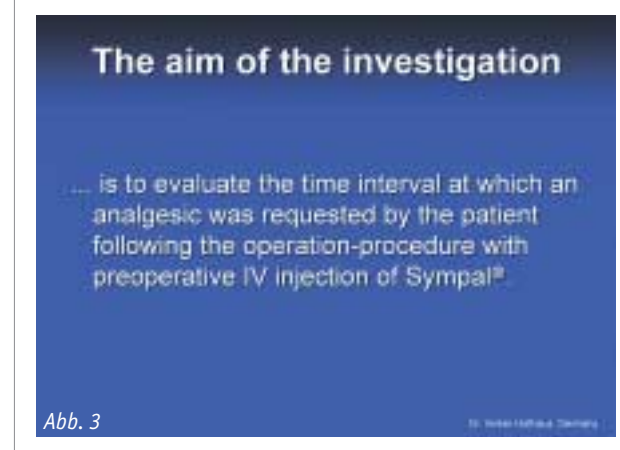 The aim of the investigation
... is to evaluate the time interval at which an
analgesic was requested by the patient
following the operation-procedure with
preoperative IV injection of Sympal®.
Abb. 3
Germany